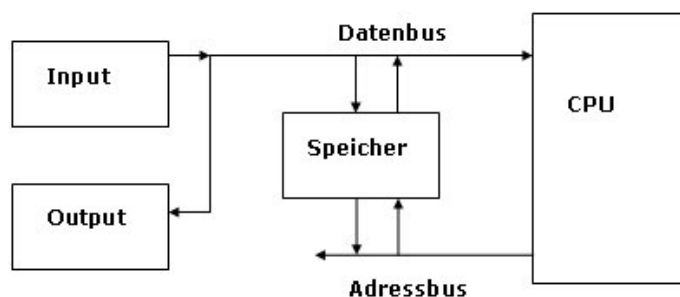 Datenbus
Input
CPU
Speicher
Output
Adressbus